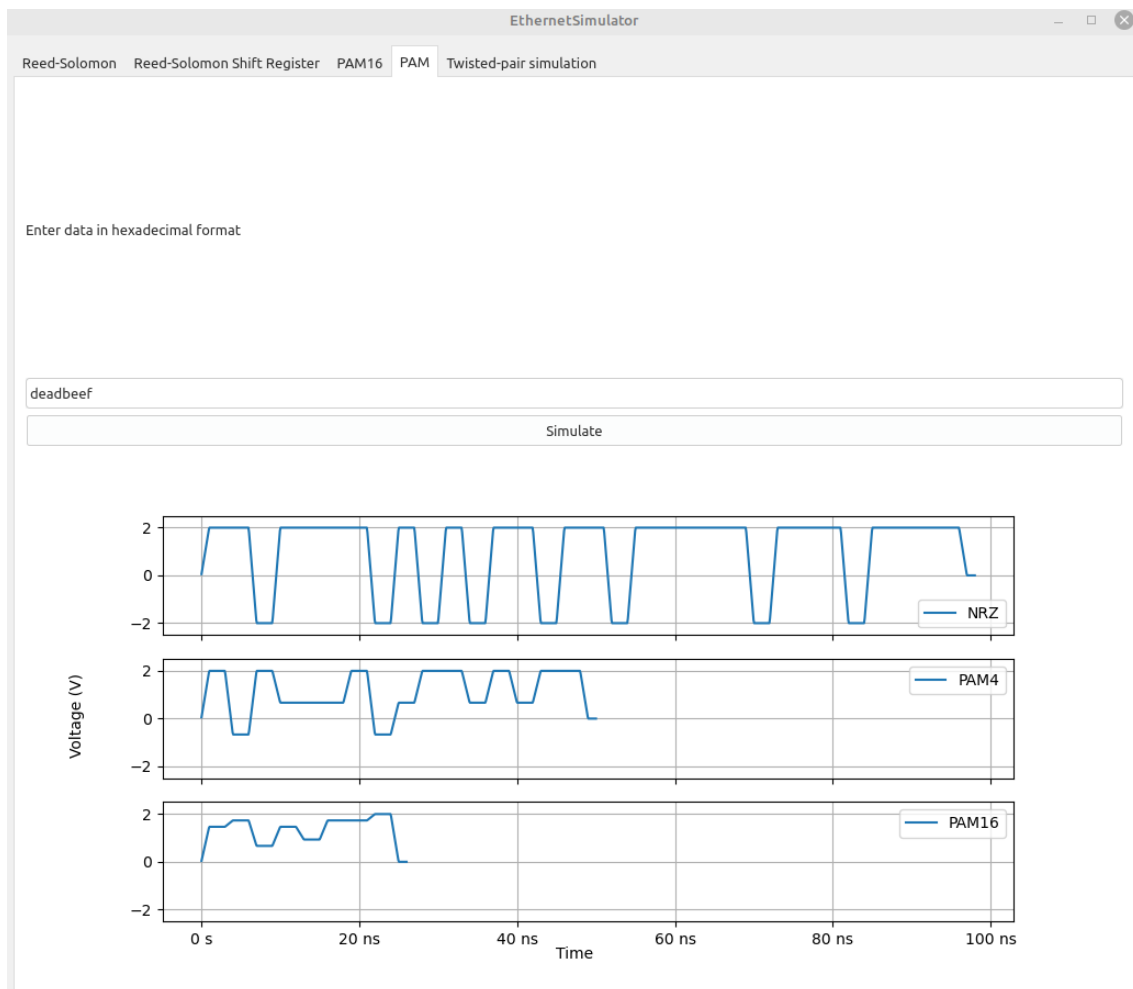 EthernetSimulator
Reed-Solomon Reed-Solomon Shift Register PAM16 PAM Twisted-pair simulation
Enter data in hexadecimal format
deadbeef
Simulate
2
0
−2
NRZ
Voltage (V)
2
0
−2
PAM4
2
0
−2
PAM16
0 s 20 ns 40 ns 60 ns 80 ns 100 ns
Time